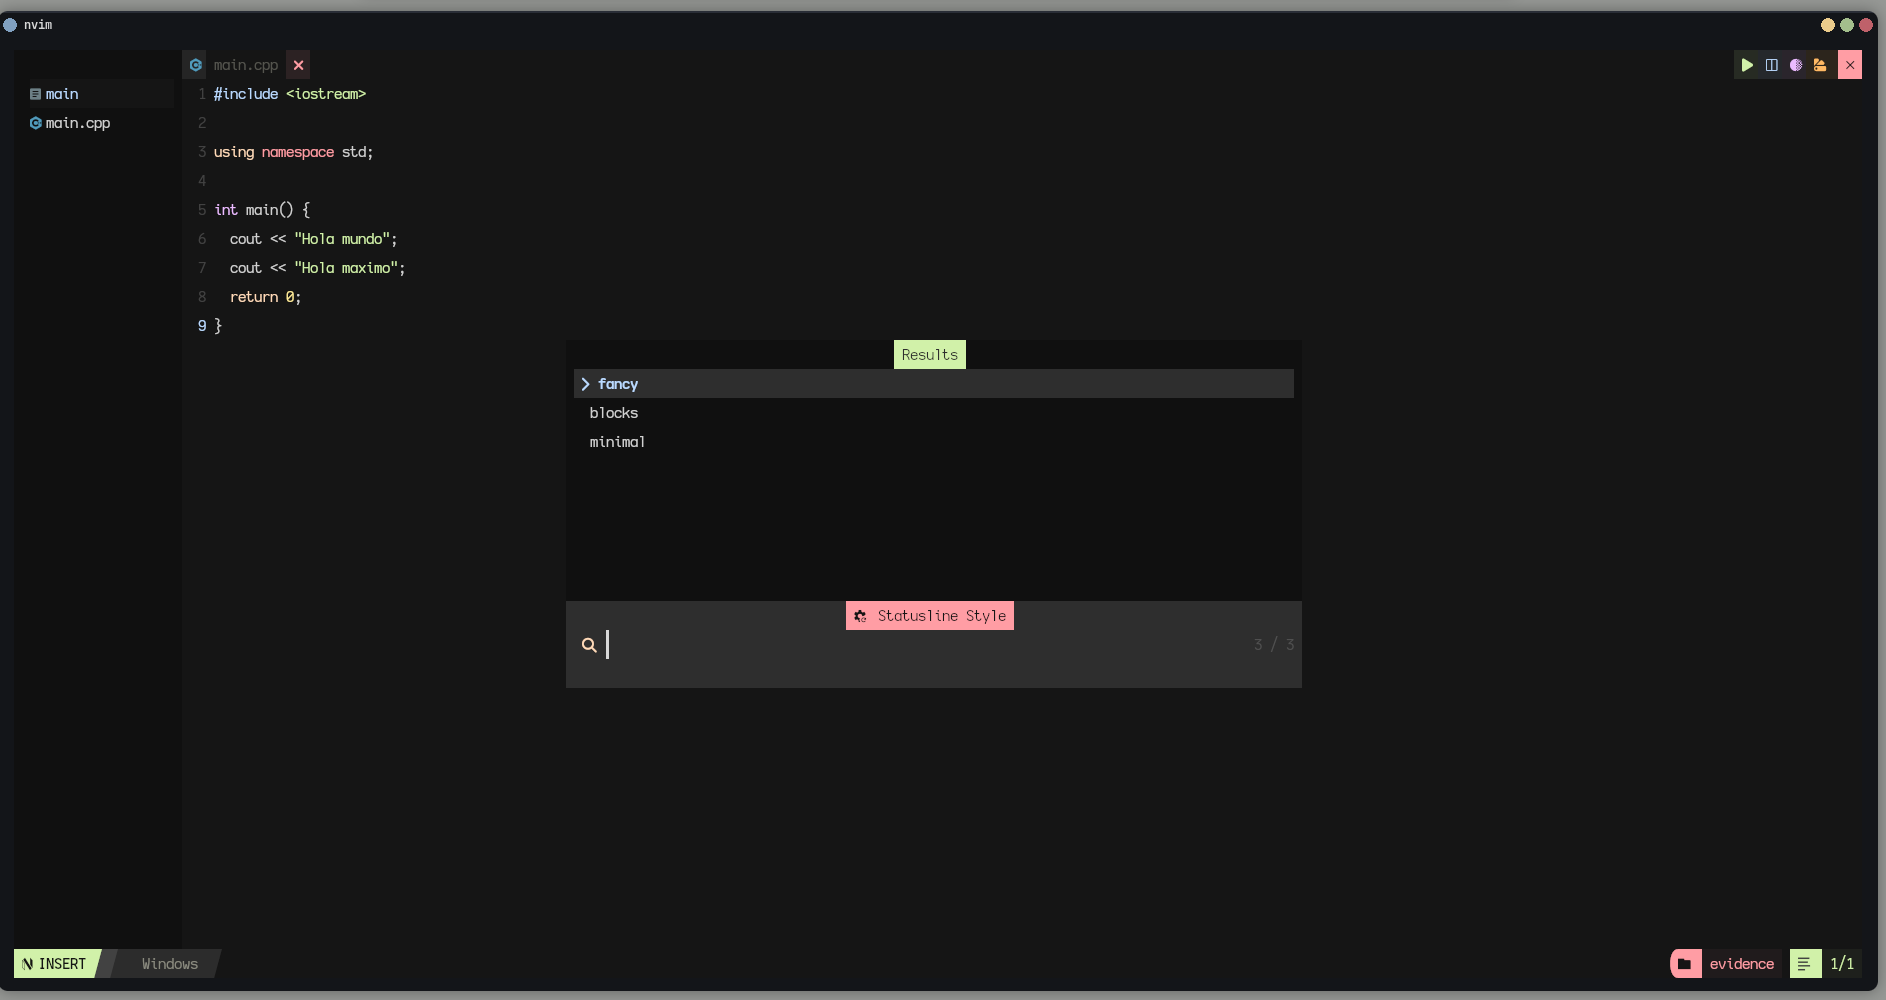 nvim
main.cpp
main
main.cpp
1 #include <iostream>
2
3 using namespace std;
4
5 int main() {
6 cout << "Hola mundo";
7 cout << "Hola maximo";
8 return 0;
9 }
Results
fancy
blocks
minimal
Statusline Style
3 / 3
INSERT
Windows
evidence
1/1